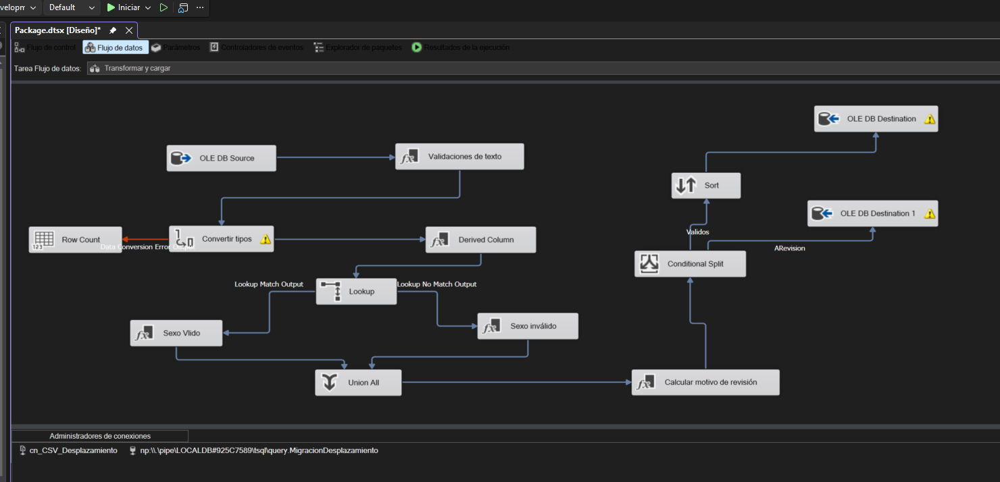 velopn
Default
Iniciar
Package.dtsx [Diseño]*
Flujo de control
Flujo de datos
Parámetros
Controladores de eventos
Explorador de paquetes
Resultados de la ejecución
Tarea Flujo de datos:
Transformar y cargar
OLE DB Destination
OLE DB Source
Validaciones de texto
Sort
OLE DB Destination 1
Validos
ARevision
Row Count
Data Conversion Error Output
Convertir tipos
Derived Column
Conditional Split
Lookup Match Output
Lookup
Lookup No Match Output
Sexo Vlido
Sexo inválido
Union All
Calcular motivo de revisión
Administradores de conexiones
cn_CSV_Desplazamiento
np:\\.\pipe\LOCALDB#925C7589\tsql\query.MigracionDesplazamiento